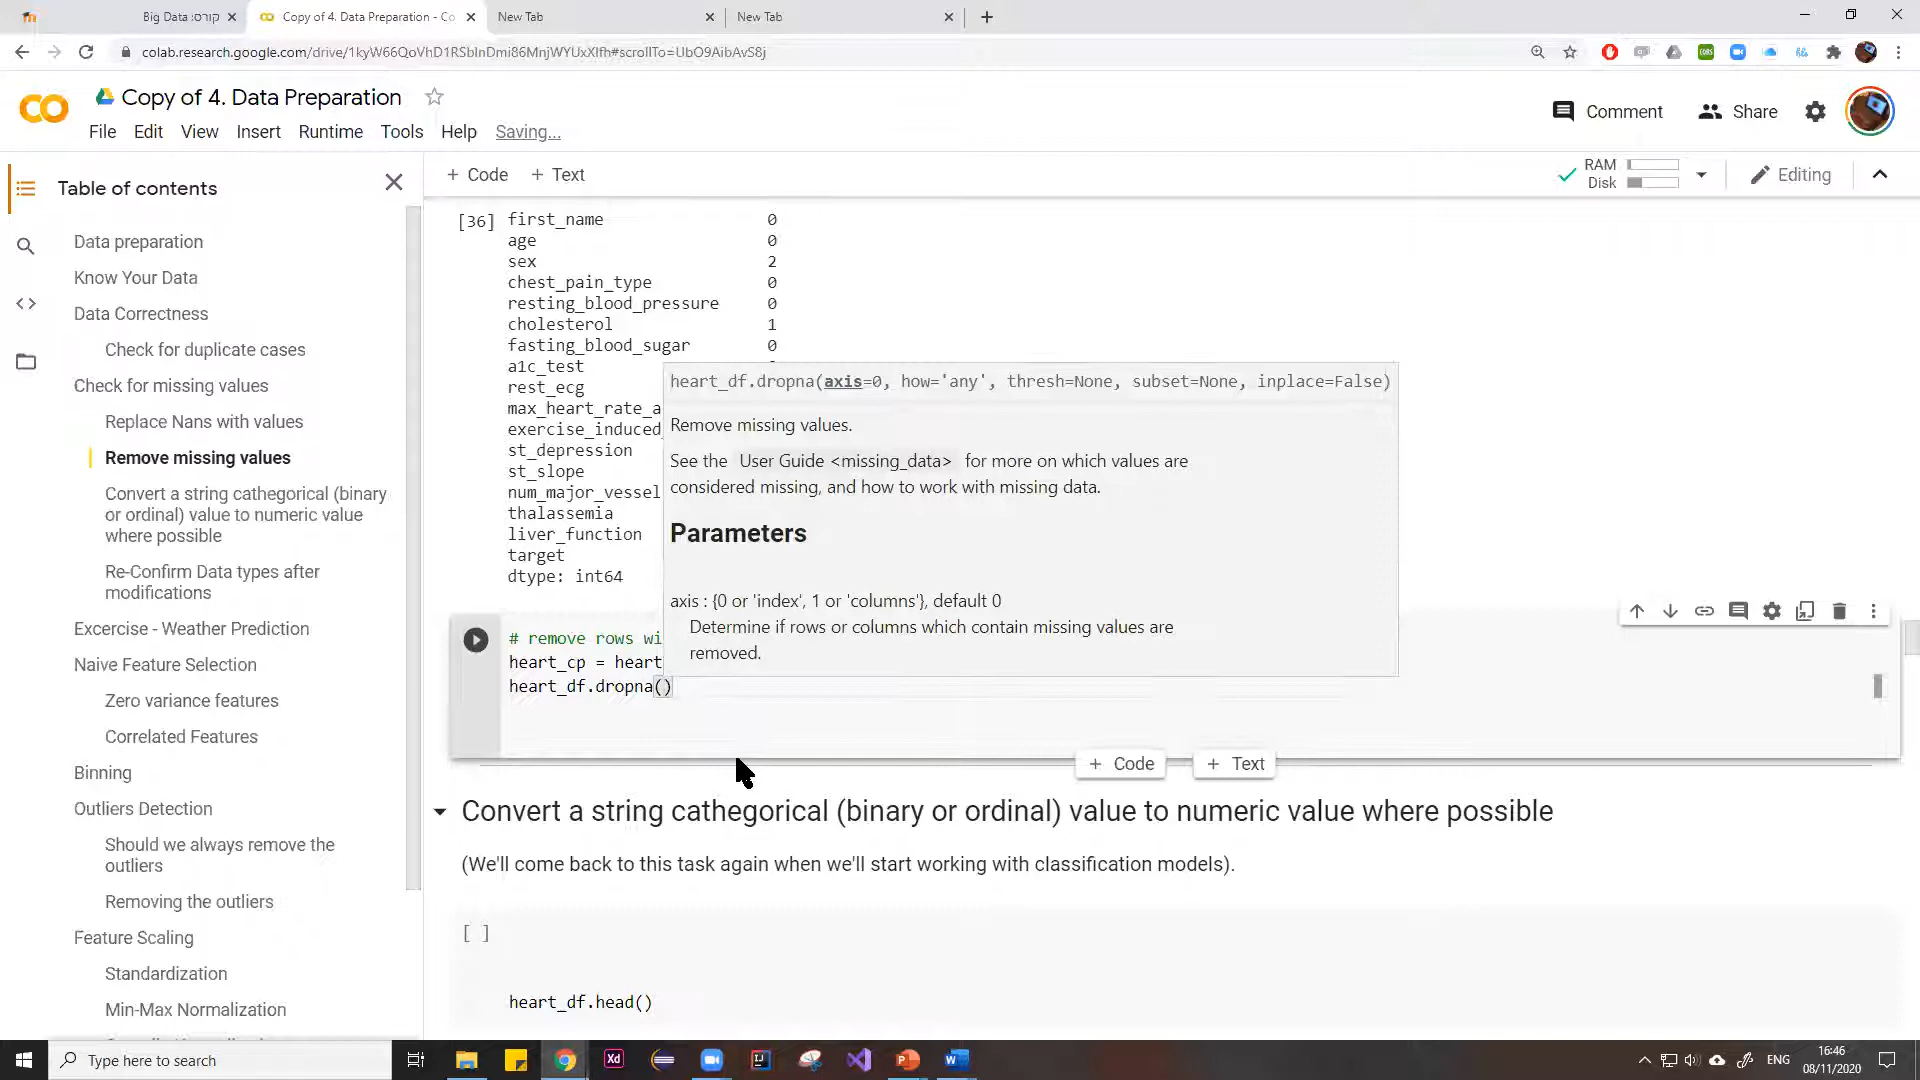 קורס: Big Data
Copy of 4. Data Preparation - Co
New Tab
New Tab
colab.research.google.com/drive/1kyW66QoVhD1RSbInDmi86MnjWYUxXlfh#scrollTo=UbO9AibAvS8j
Copy of 4. Data Preparation
Comment
Share
File Edit View Insert Runtime Tools Help Saving...
Table of contents
+ Code + Text
RAM
Disk
Editing
Data preparation
Know Your Data
Data Correctness
Check for duplicate cases
Check for missing values
Replace Nans with values
Remove missing values
Convert a string cathegorical (binary
or ordinal) value to numeric value
where possible
Re-Confirm Data types after
modifications
Excercise - Weather Prediction
Naive Feature Selection
Zero variance features
Correlated Features
Binning
Outliers Detection
Should we always remove the
outliers
Removing the outliers
Feature Scaling
Standardization
Min-Max Normalization
[36] first_name 0
age 0
sex 2
chest_pain_type 0
resting_blood_pressure 0
cholesterol 1
fasting_blood_sugar 0
a1c_test
rest_ecg
max_heart_rate_a
exercise_induced_
st_depression
st_slope
num_major_vessel
thalassemia
liver_function
target
dtype: int64
heart_df.dropna(axis=0, how='any', thresh=None, subset=None, inplace=False)
Remove missing values.
See the User Guide <missing_data> for more on which values are
considered missing, and how to work with missing data.
Parameters
axis : {0 or 'index', 1 or 'columns'}, default 0
Determine if rows or columns which contain missing values are
removed.
# remove rows wi
heart_cp = heart
heart_df.dropna()
+ Code + Text
Convert a string cathegorical (binary or ordinal) value to numeric value where possible
(We'll come back to this task again when we'll start working with classification models).
[ ]
heart_df.head()
Type here to search
Xd
ENG
16:46
08/11/2020